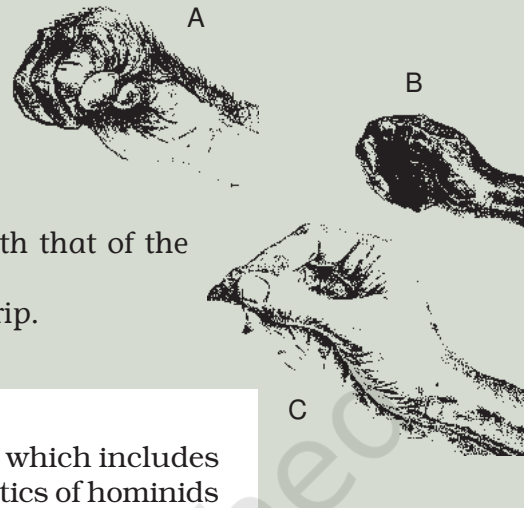 A
B
th that of the
rip.
C
which includes
tics of hominids